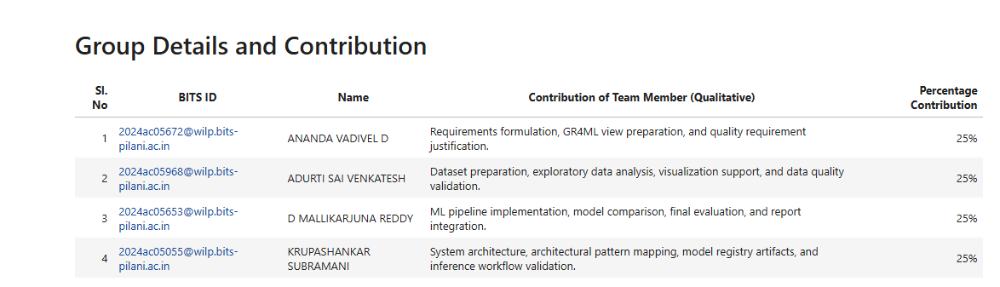 Group Details and Contribution
Sl. No BITS ID Name Contribution of Team Member (Qualitative) Percentage Contribution
1 2024ac05672@wilp.bits-pilani.ac.in ANANDA VADIVEL D Requirements formulation, GR4ML view preparation, and quality requirement justification. 25%
2 2024ac05968@wilp.bits-pilani.ac.in ADURTI SAI VENKATESH Dataset preparation, exploratory data analysis, visualization support, and data quality validation. 25%
3 2024ac05653@wilp.bits-pilani.ac.in D MALLIKARJUNA REDDY ML pipeline implementation, model comparison, final evaluation, and report integration. 25%
4 2024ac05055@wilp.bits-pilani.ac.in KRUPASHANKAR SUBRAMANI System architecture, architectural pattern mapping, model registry artifacts, and inference workflow validation. 25%